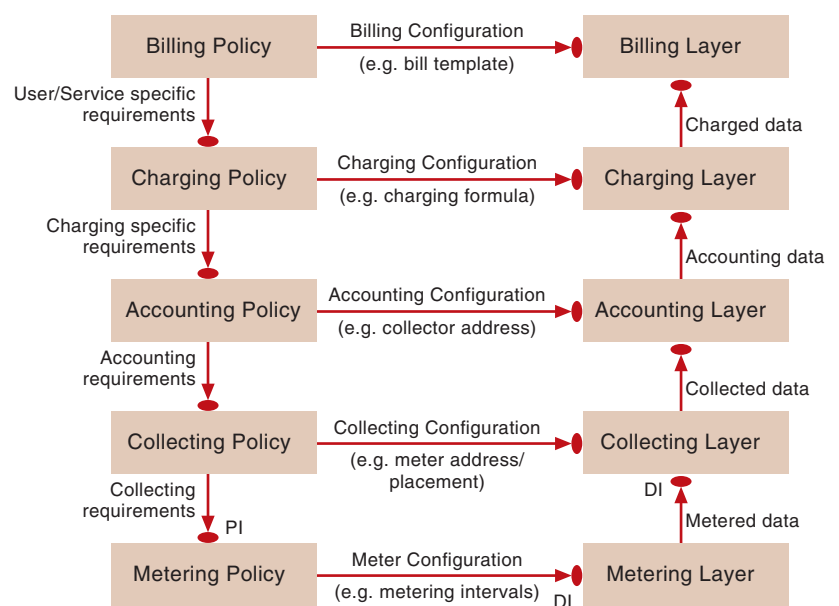 Billing Policy
Billing Configuration
(e.g. bill template)
Billing Layer
User/Service specific
requirements
Charged data
Charging Policy
Charging Configuration
(e.g. charging formula)
Charging Layer
Charging specific
requirements
Accounting data
Accounting Policy
Accounting Configuration
(e.g. collector address)
Accounting Layer
Accounting
requirements
Collected data
Collecting Policy
Collecting Configuration
(e.g. meter address/
placement)
Collecting Layer
Collecting
requirements
PI
DI
Metered data
Metering Policy
Meter Configuration
(e.g. metering intervals)
DI
Metering Layer